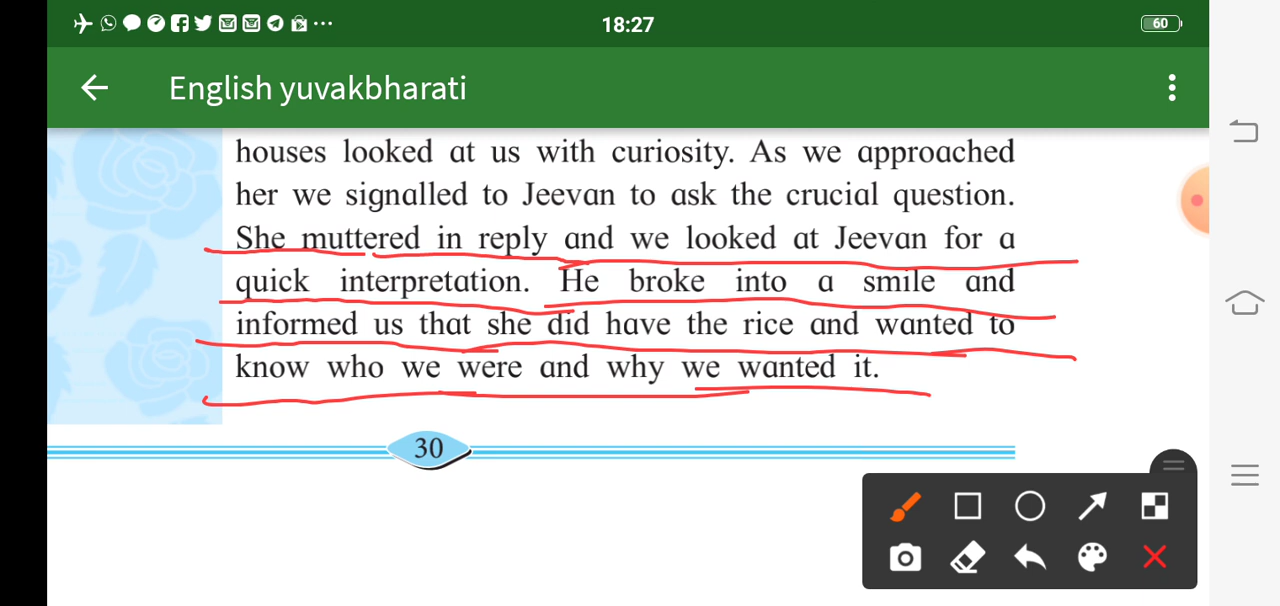 18:27
60
English yuvakbharati
houses looked at us with curiosity. As we approached
her we signalled to Jeevan to ask the crucial question.
She muttered in reply and we looked at Jeevan for a
quick interpretation. He broke into a smile and
informed us that she did have the rice and wanted to
know who we were and why we wanted it.
30